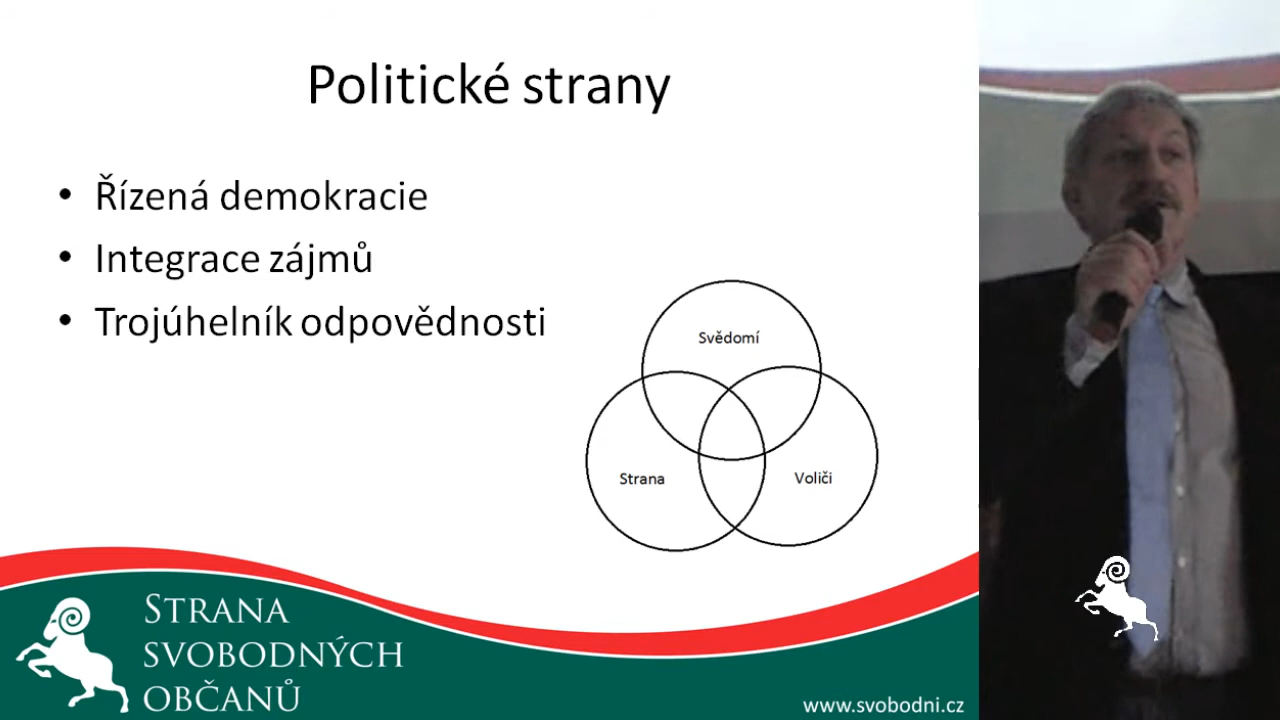 Politické strany
• Řízená demokracie
• Integrace zájmů
• Trojúhelník odpovědnosti
Svědomí
Strana
Voliči
STRANA
SVOBODNÝCH
OBČANŮ
www.svobodni.cz